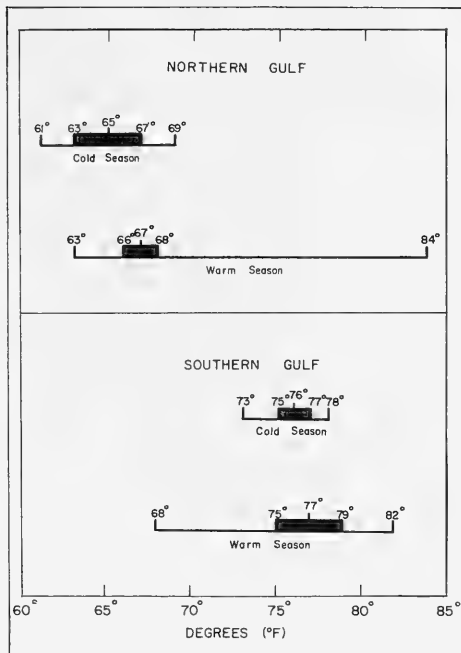 NORTHERN GULF
65°
61° 63° 67° 69°
Cold Season
67°
63° 66° 68° 84°
Warm Season
SOUTHERN GULF
76°
73° 75° 77° 78°
Cold Season
77°
68° 75° 79° 82°
Warm Season
60° 65° 70° 75° 80° 85°
DEGREES (°F)